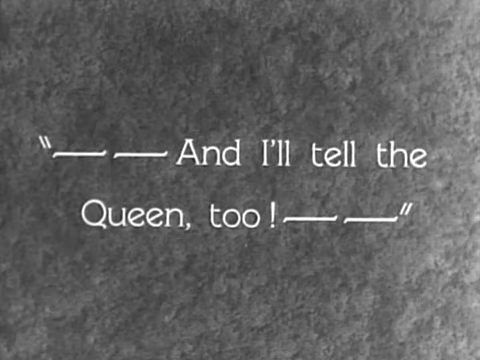 "— — And I'll tell the
Queen, too! — —"